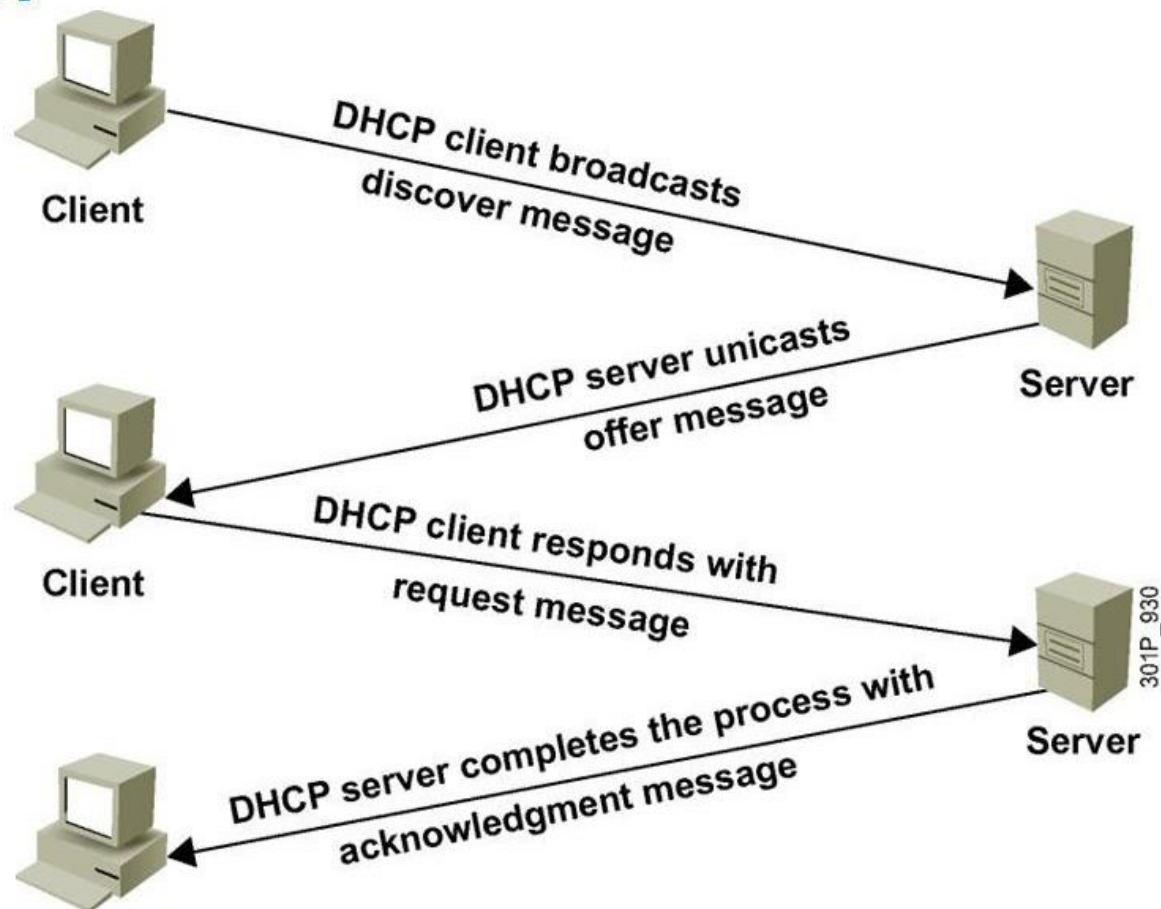 DHCP client broadcasts
discover message
Client
DHCP server unicasts
offer message
Server
DHCP client responds with
request message
Client
301P_930
DHCP server completes the process with
acknowledgment message
Server